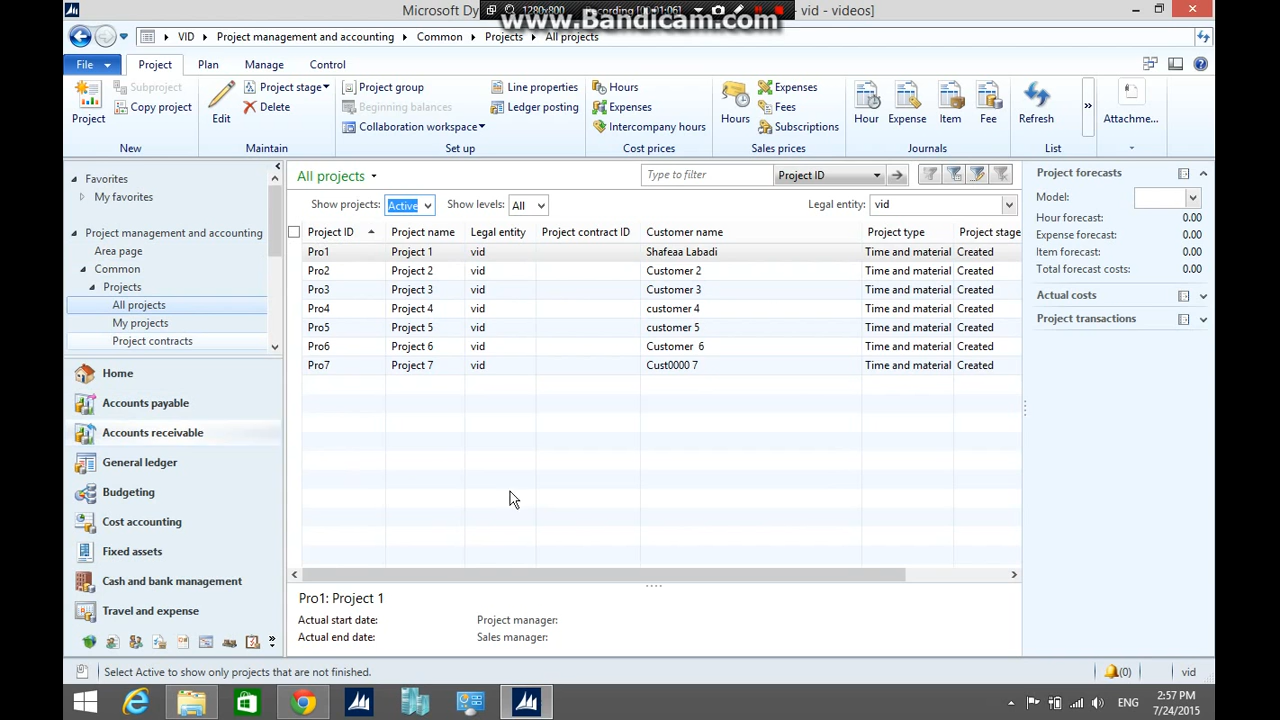 Microsoft Dy
1280x800
Recording [00:01:06]
vid - videos]
www.Bandicam.com
VID
Project management and accounting
Common
Projects
All projects
File
Project
Plan
Manage
Control
Project
Subproject
Copy project
New
Edit
Project stage
Delete
Maintain
Project group
Beginning balances
Collaboration workspace
Line properties
Ledger posting
Set up
Hours
Expenses
Intercompany hours
Cost prices
Hours
Expenses
Fees
Subscriptions
Sales prices
Hour
Expense
Item
Fee
Journals
Refresh
List
Attachme...
Favorites
My favorites
Project management and accounting
Area page
Common
Projects
All projects
My projects
Project contracts
Home
Accounts payable
Accounts receivable
General ledger
Budgeting
Cost accounting
Fixed assets
Cash and bank management
Travel and expense
All projects
Type to filter
Project ID
Show projects: Active
Show levels: All
Legal entity: vid
Project ID Project name Legal entity Project contract ID Customer name Project type Project stage
Pro1 Project 1 vid Shafeaa Labadi Time and material Created
Pro2 Project 2 vid Customer 2 Time and material Created
Pro3 Project 3 vid Customer 3 Time and material Created
Pro4 Project 4 vid customer 4 Time and material Created
Pro5 Project 5 vid customer 5 Time and material Created
Pro6 Project 6 vid Customer 6 Time and material Created
Pro7 Project 7 vid Cust0000 7 Time and material Created
Pro1: Project 1
Actual start date: Project manager:
Actual end date: Sales manager:
Project forecasts
Model:
Hour forecast: 0.00
Expense forecast: 0.00
Item forecast: 0.00
Total forecast costs: 0.00
Actual costs
Project transactions
Select Active to show only projects that are not finished.
(0)
vid
ENG
2:57 PM
7/24/2015